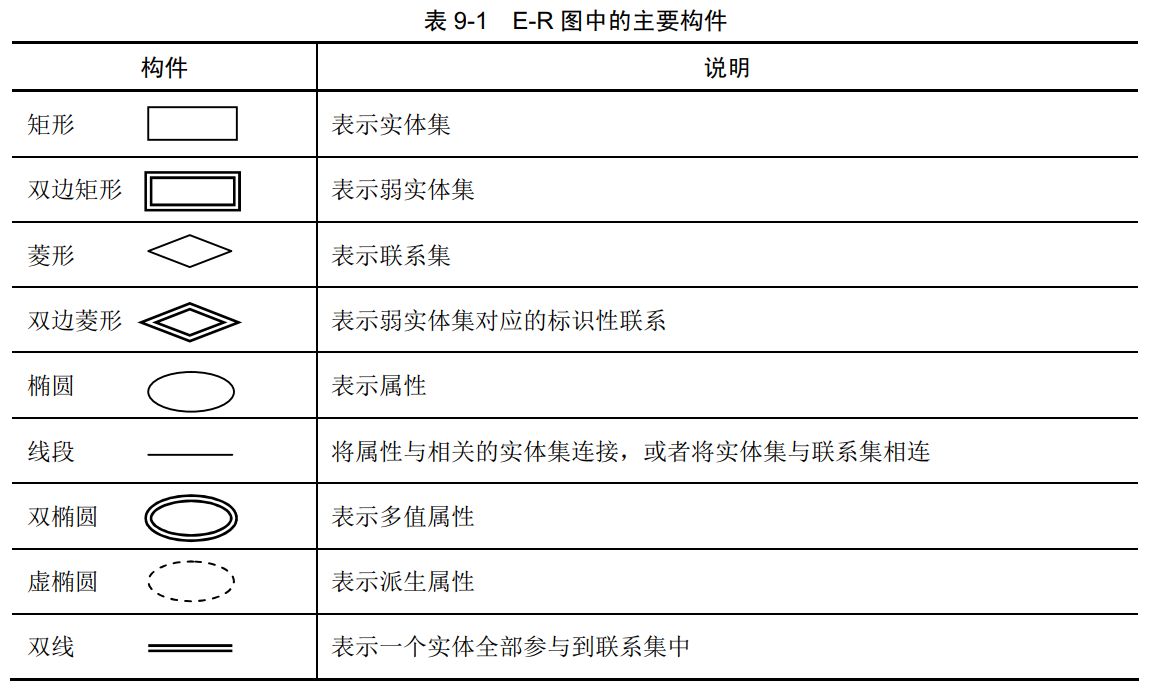 表 9-1 E-R 图中的主要构件
构件 说明
矩形 表示实体集
双边矩形 表示弱实体集
菱形 表示联系集
双边菱形 表示弱实体集对应的标识性联系
椭圆 表示属性
线段 将属性与相关的实体集连接，或者将实体集与联系集相连
双椭圆 表示多值属性
虚椭圆 表示派生属性
双线 表示一个实体全部参与到联系集中